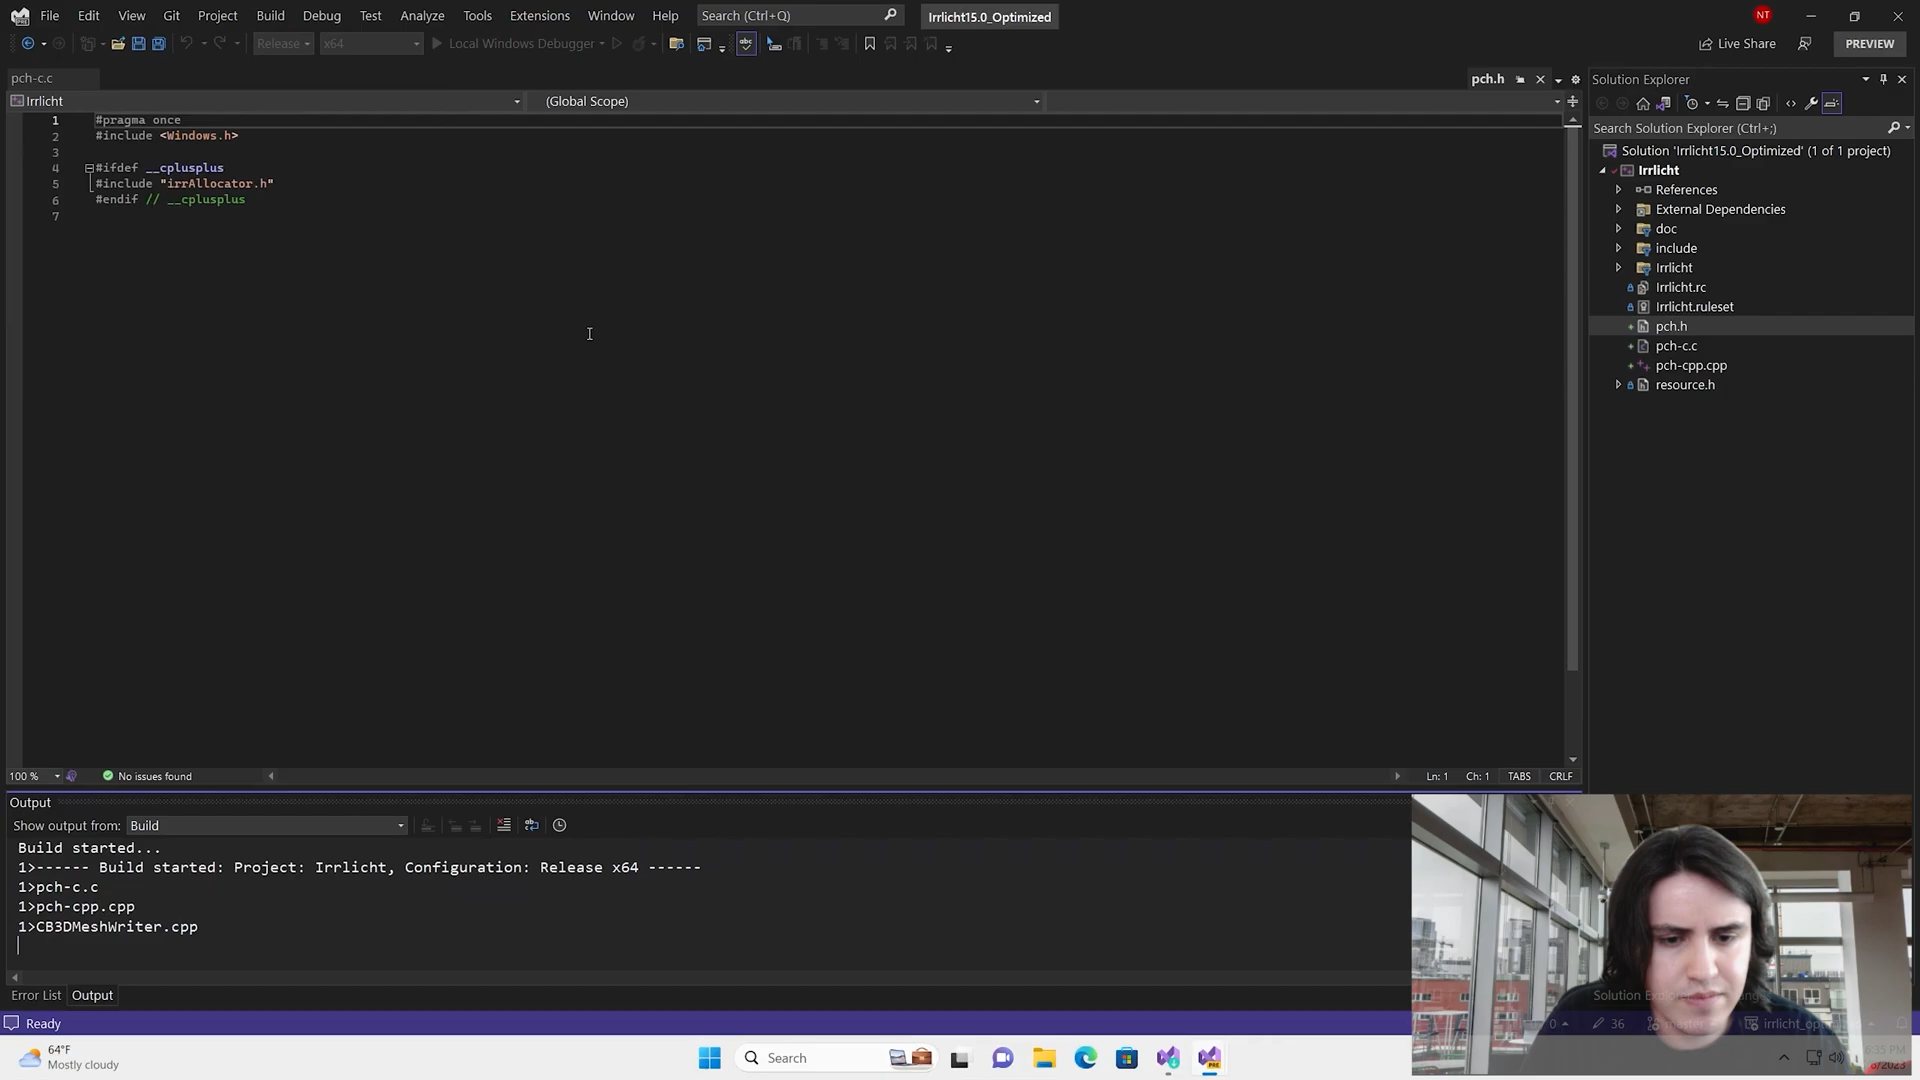 File Edit View Git Project Build Debug Test Analyze Tools Extensions Window Help Search (Ctrl+Q) Irrlicht15.0_Optimized NT
Release x64 Local Windows Debugger Live Share PREVIEW
pch-c.c pch.h
Irrlicht (Global Scope)
1 #pragma once
2 #include <Windows.h>
3
4 #ifdef __cplusplus
5 #include "irrAllocator.h"
6 #endif // __cplusplus
7
Solution Explorer
Search Solution Explorer (Ctrl+;)
Solution 'Irrlicht15.0_Optimized' (1 of 1 project)
Irrlicht
References
External Dependencies
doc
include
Irrlicht
Irrlicht.rc
Irrlicht.ruleset
pch.h
pch-c.c
pch-cpp.cpp
resource.h
100 % No issues found Ln: 1 Ch: 1 TABS CRLF
Output
Show output from: Build
Build started...
1>------ Build started: Project: Irrlicht, Configuration: Release x64 ------
1>pch-c.c
1>pch-cpp.cpp
1>CB3DMeshWriter.cpp
Error List Output
Solution
Ready 0 36 master
64°F
Mostly cloudy
Search